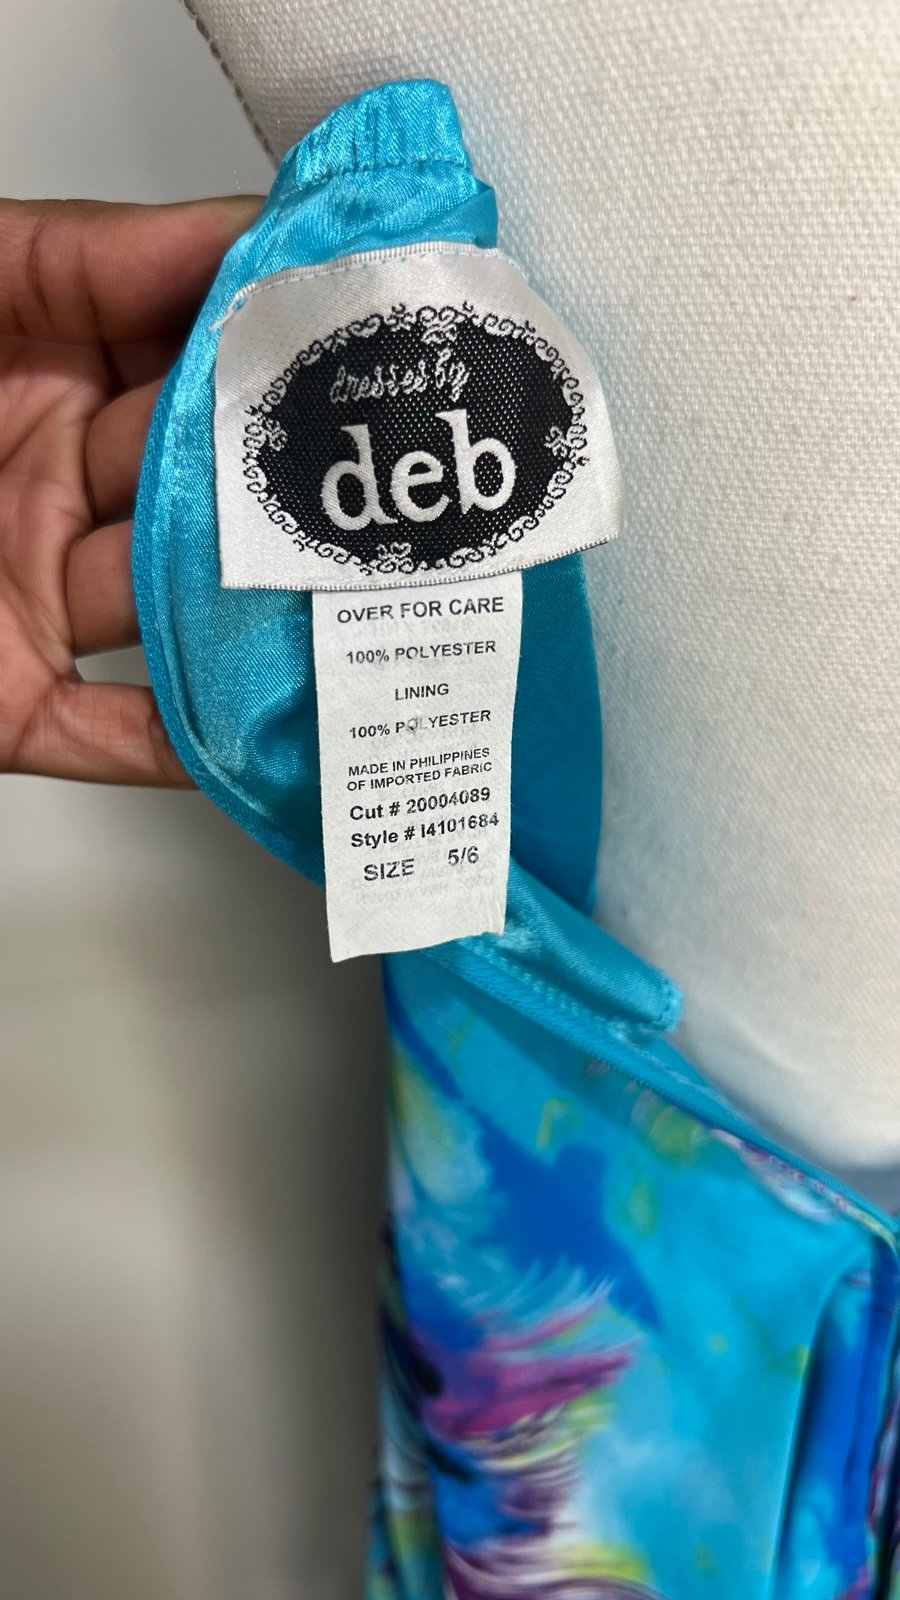 dresses by
deb
OVER FOR CARE
100% POLYESTER
LINING
100% POLYESTER
MADE IN PHILIPPINES
OF IMPORTED FABRIC
Cut # 20004089
Style # I4101684
SIZE 5/6